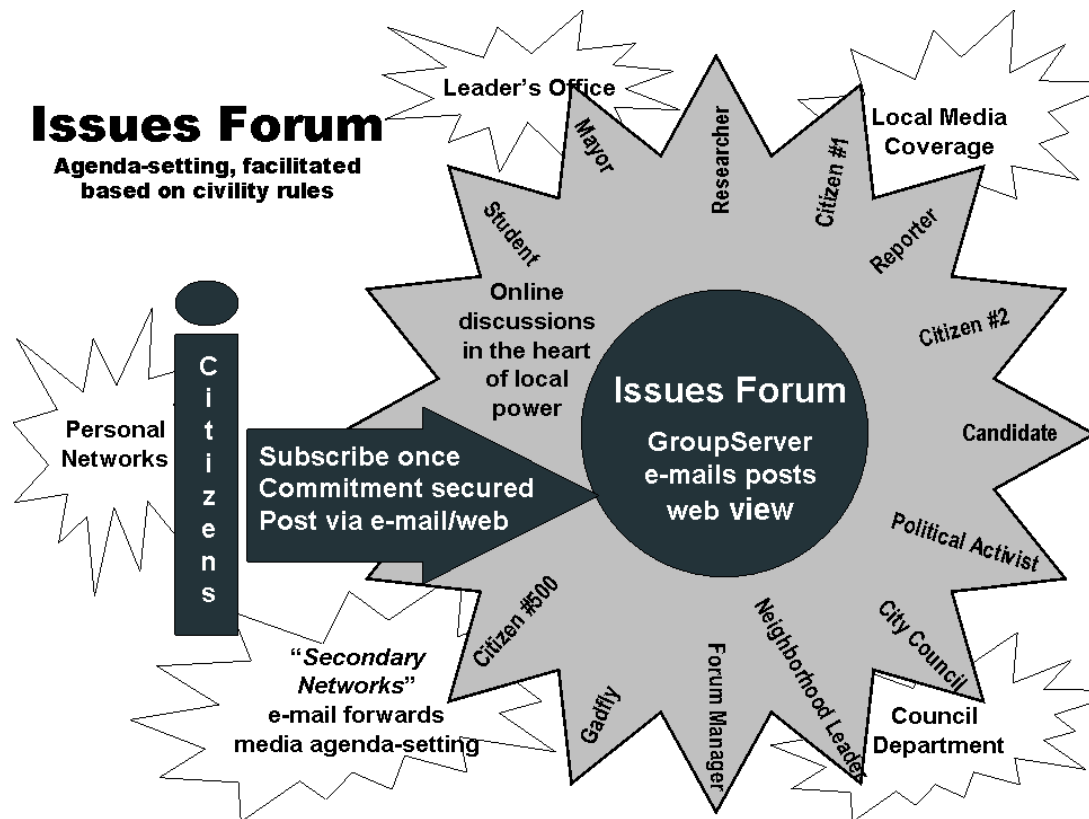 Issues Forum
Agenda-setting, facilitated
based on civility rules
Leader's Office
Local Media
Coverage
Mayor
Researcher
Citizen #1
Reporter
Citizen #2
Candidate
Political Activist
City Council
Neighborhood Leader
Forum Manager
Gadfly
Citizen #500
Student
Online
discussions
in the heart
of local
power
Issues Forum
GroupServer
e-mails posts
web view
Citizens
Personal
Networks
Subscribe once
Commitment secured
Post via e-mail/web
“Secondary
Networks”
e-mail forwards
media agenda-setting
Council
Department